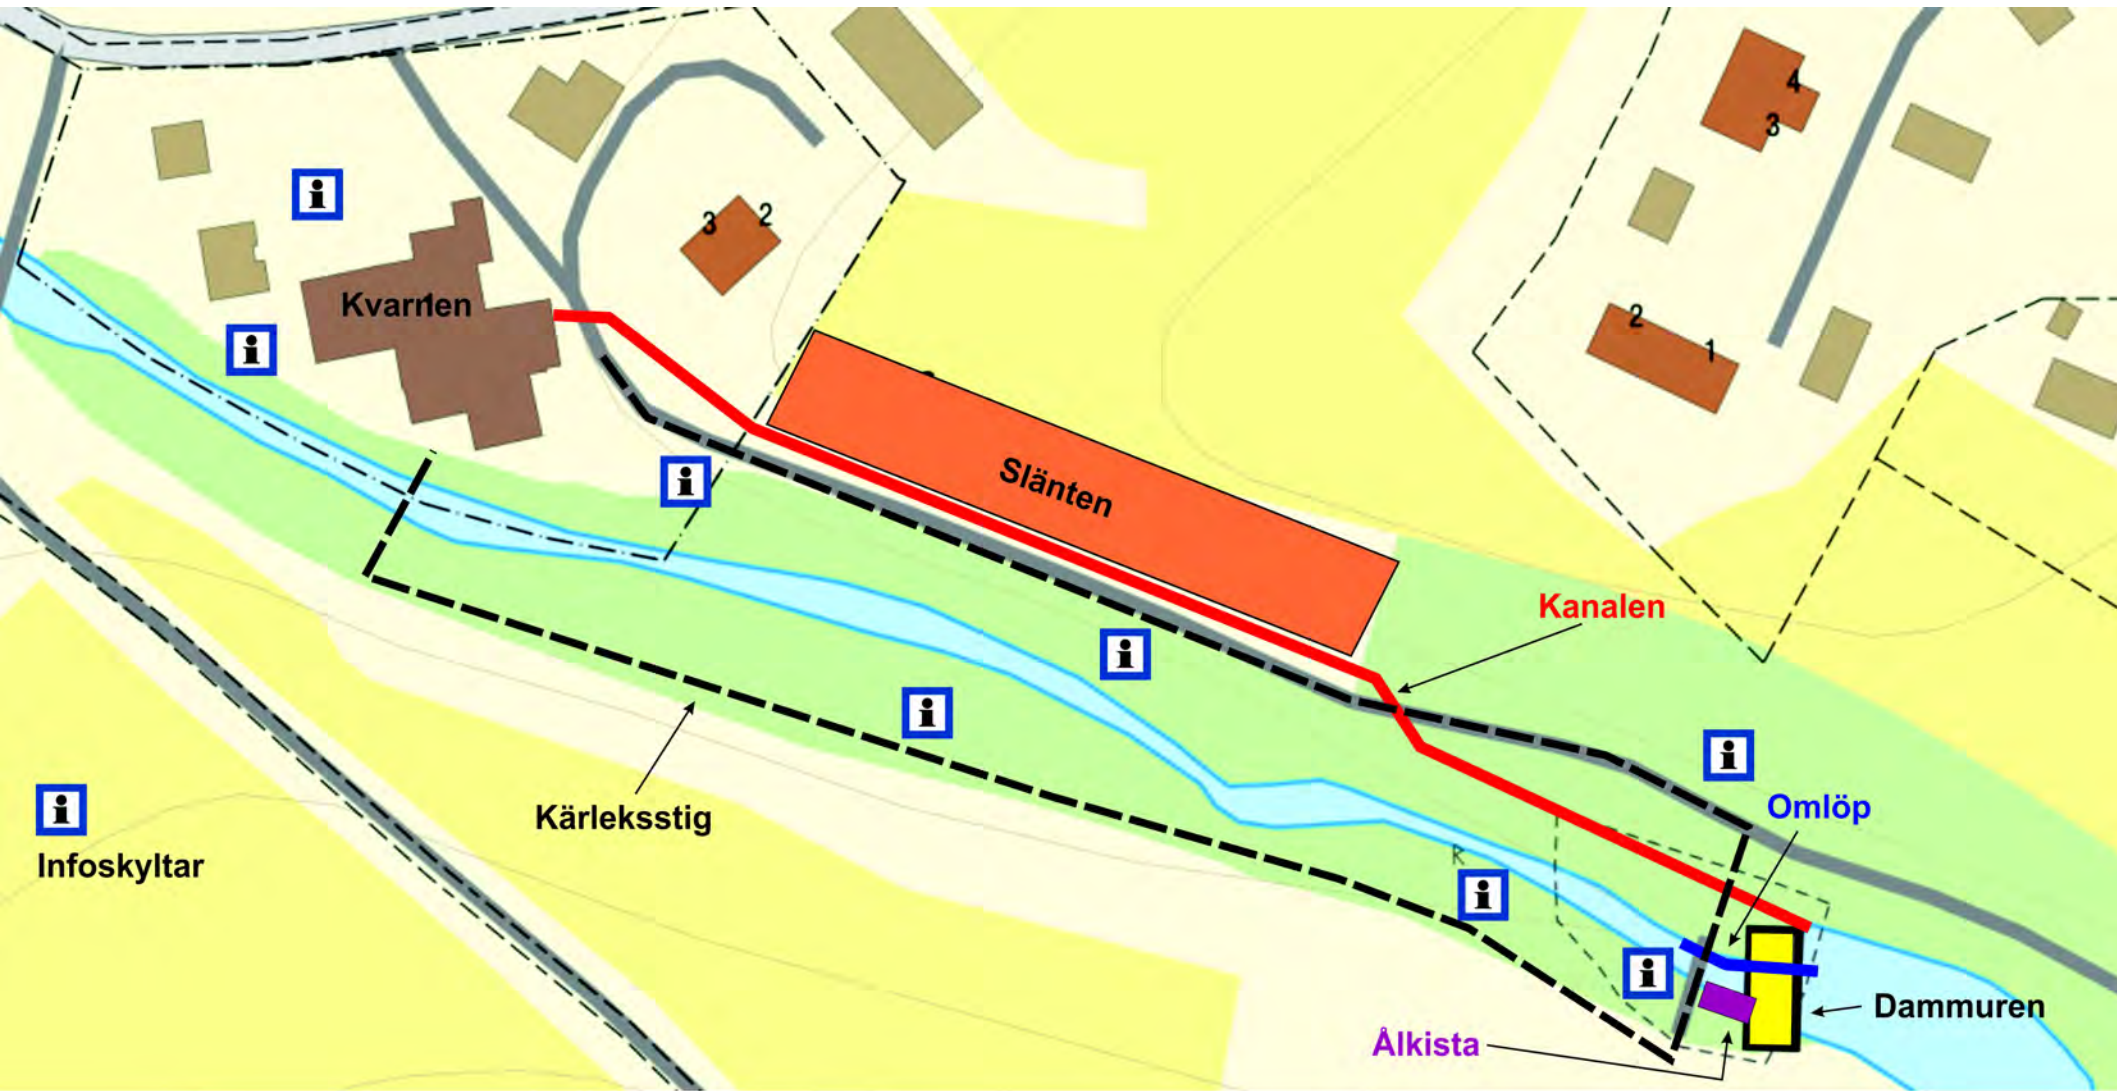 4
3
3 2
Kvarnen
2
1
Slänten
Kanalen
Omlöp
Kärleksstig
R
Infoskyltar
Dammuren
Ålkista